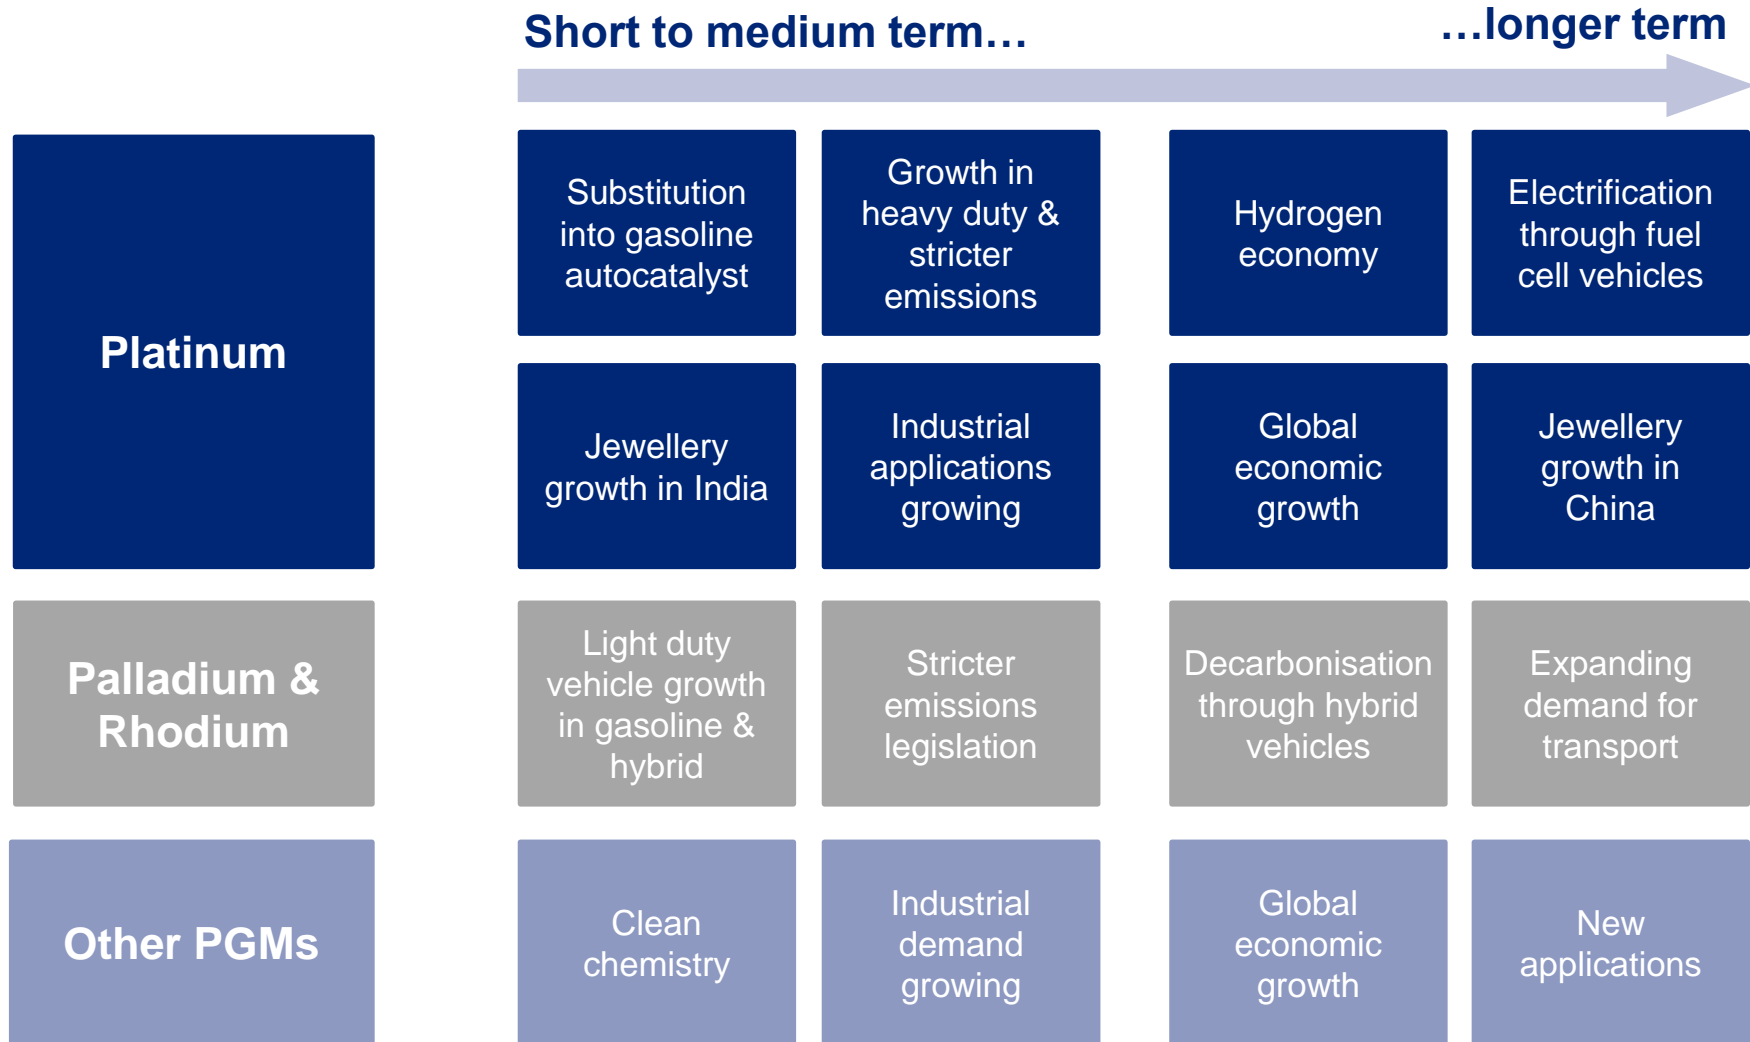 Short to medium term…
…longer term
Platinum
Substitution
into gasoline
autocatalyst
Growth in
heavy duty &
stricter
emissions
Hydrogen
economy
Electrification
through fuel
cell vehicles
Jewellery
growth in India
Industrial
applications
growing
Global
economic
growth
Jewellery
growth in
China
Palladium &
Rhodium
Light duty
vehicle growth
in gasoline &
hybrid
Stricter
emissions
legislation
Decarbonisation
through hybrid
vehicles
Expanding
demand for
transport
Other PGMs
Clean
chemistry
Industrial
demand
growing
Global
economic
growth
New
applications